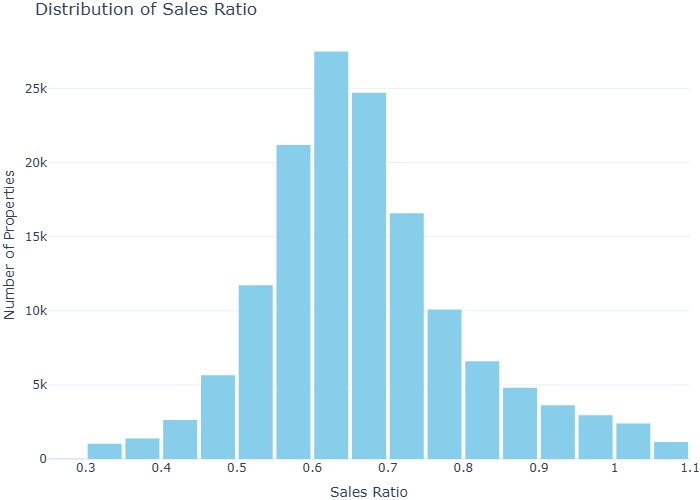 Distribution of Sales Ratio
Number of Properties
25k
20k
15k
10k
5k
0
0.3 0.4 0.5 0.6 0.7 0.8 0.9 1 1.1
Sales Ratio